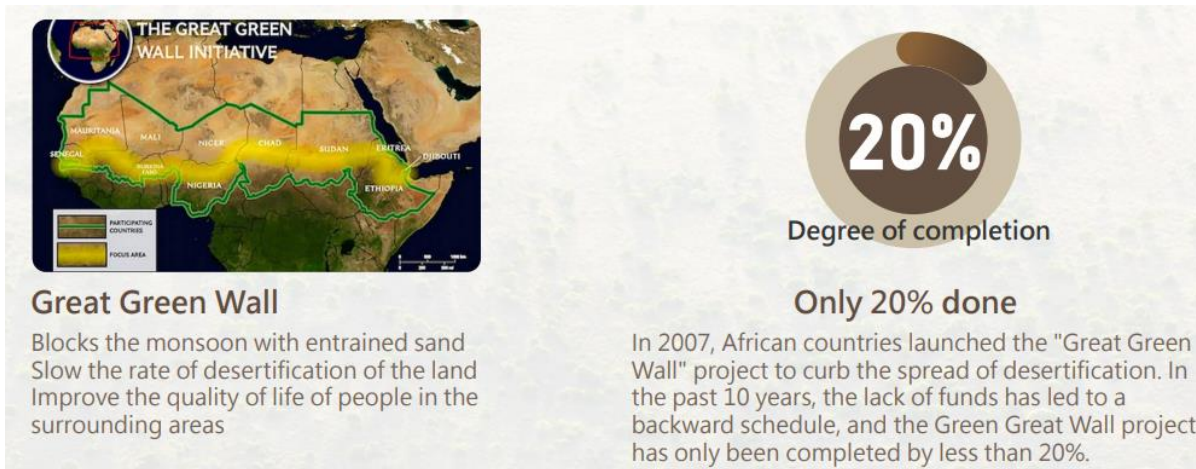 THE GREAT GREEN
WALL INITIATIVE
MAURITANIA
MALI
NIGER
CHAD
SUDAN
ERITREA
SENEGAL
BURKINA
FASO
DJIBOUTI
NIGERIA
ETHIOPIA
PARTICIPATING
COUNTRIES
FOCUS AREA
20%
Degree of completion
Great Green Wall
Blocks the monsoon with entrained sand
Slow the rate of desertification of the land
Improve the quality of life of people in the
surrounding areas
Only 20% done
In 2007, African countries launched the "Great Green
Wall" project to curb the spread of desertification. In
the past 10 years, the lack of funds has led to a
backward schedule, and the Green Great Wall project
has only been completed by less than 20%.